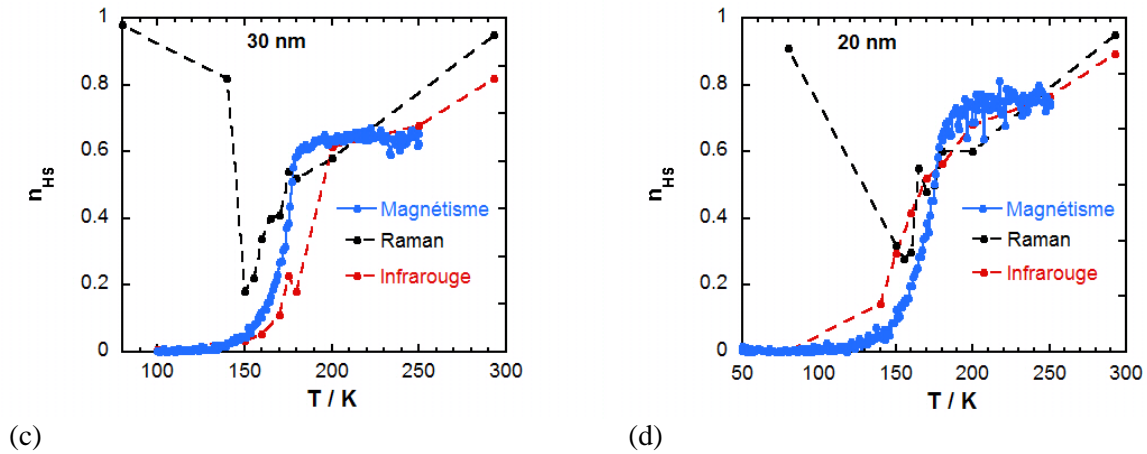 30 nm
n_HS
1
0.8
0.6
0.4
0.2
0
Magnétisme
Raman
Infrarouge
100 150 200 250 300
T / K
(c)
20 nm
n_HS
1
0.8
0.6
0.4
0.2
0
Magnétisme
Raman
Infrarouge
50 100 150 200 250 300
T / K
(d)